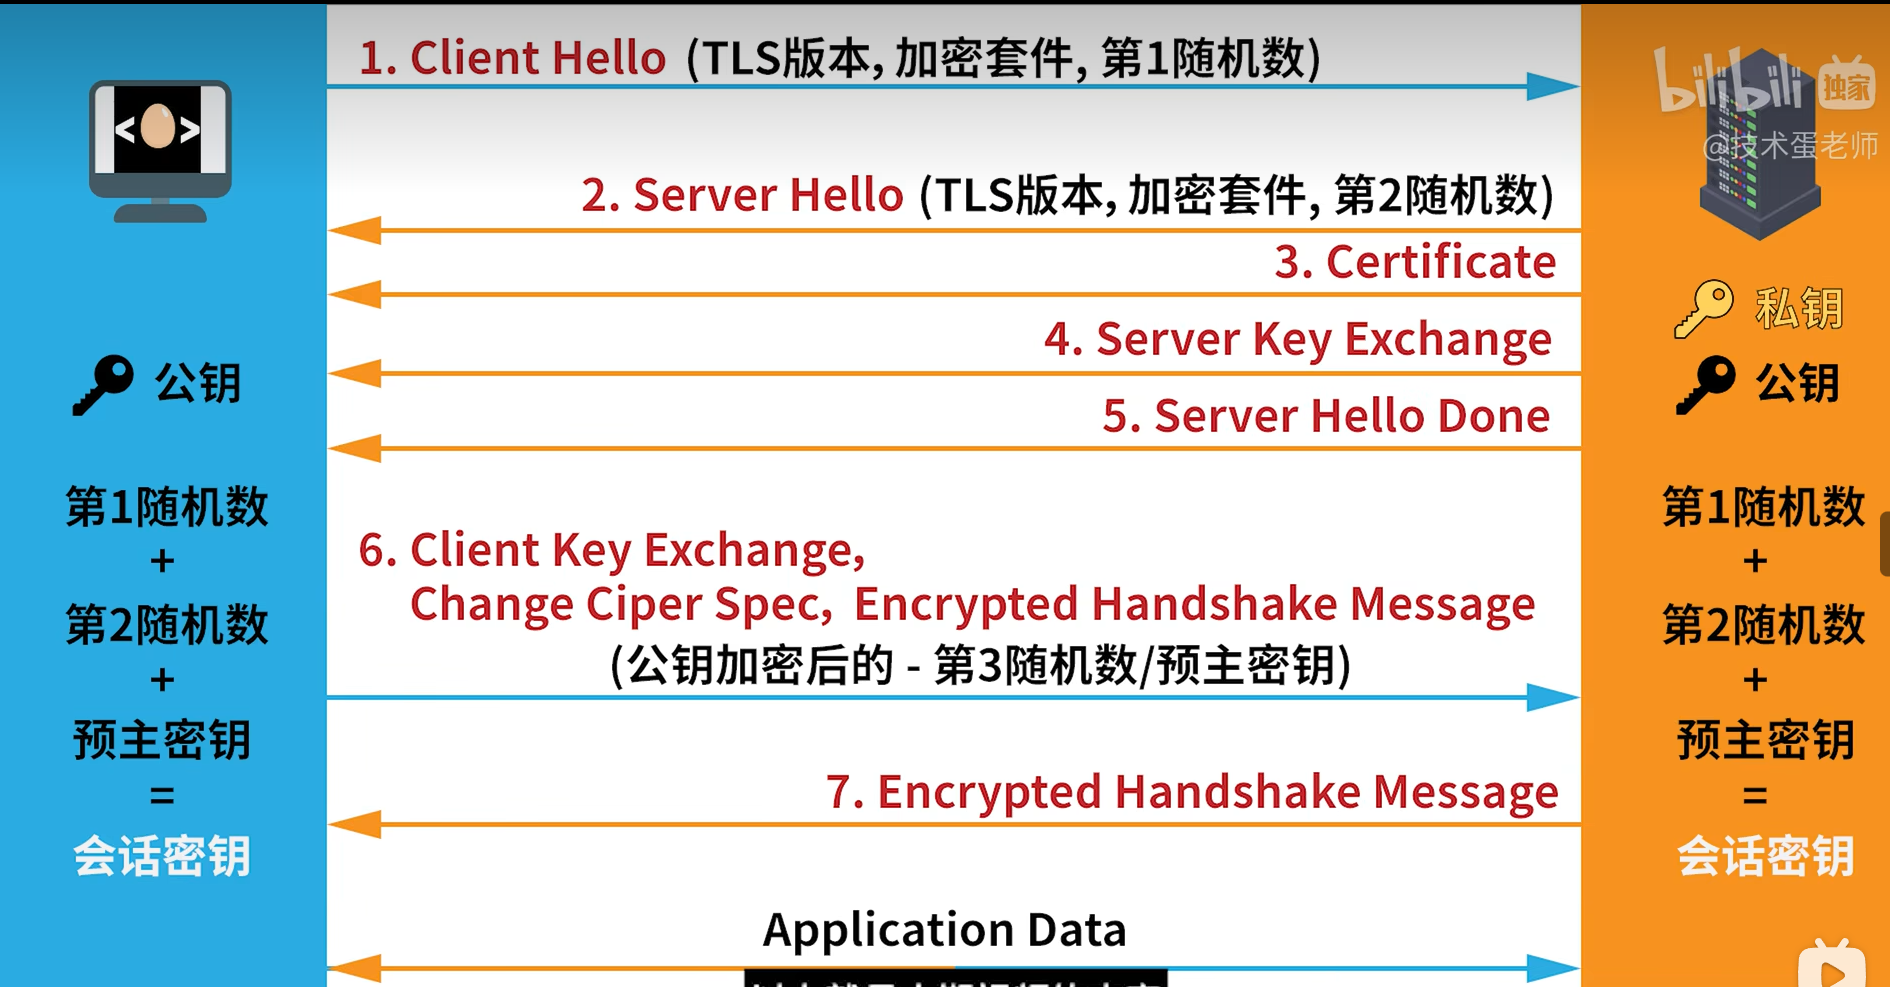 1. Client Hello (TLS版本, 加密套件, 第1随机数)
bilibili 独家
@技术蛋老师
< >
2. Server Hello (TLS版本, 加密套件, 第2随机数)
3. Certificate
私钥
4. Server Key Exchange
公钥
公钥
5. Server Hello Done
第1随机数
+
第2随机数
+
预主密钥
=
会话密钥
6. Client Key Exchange,
Change Ciper Spec, Encrypted Handshake Message
(公钥加密后的 - 第3随机数/预主密钥)
7. Encrypted Handshake Message
Application Data
第1随机数
+
第2随机数
+
预主密钥
=
会话密钥